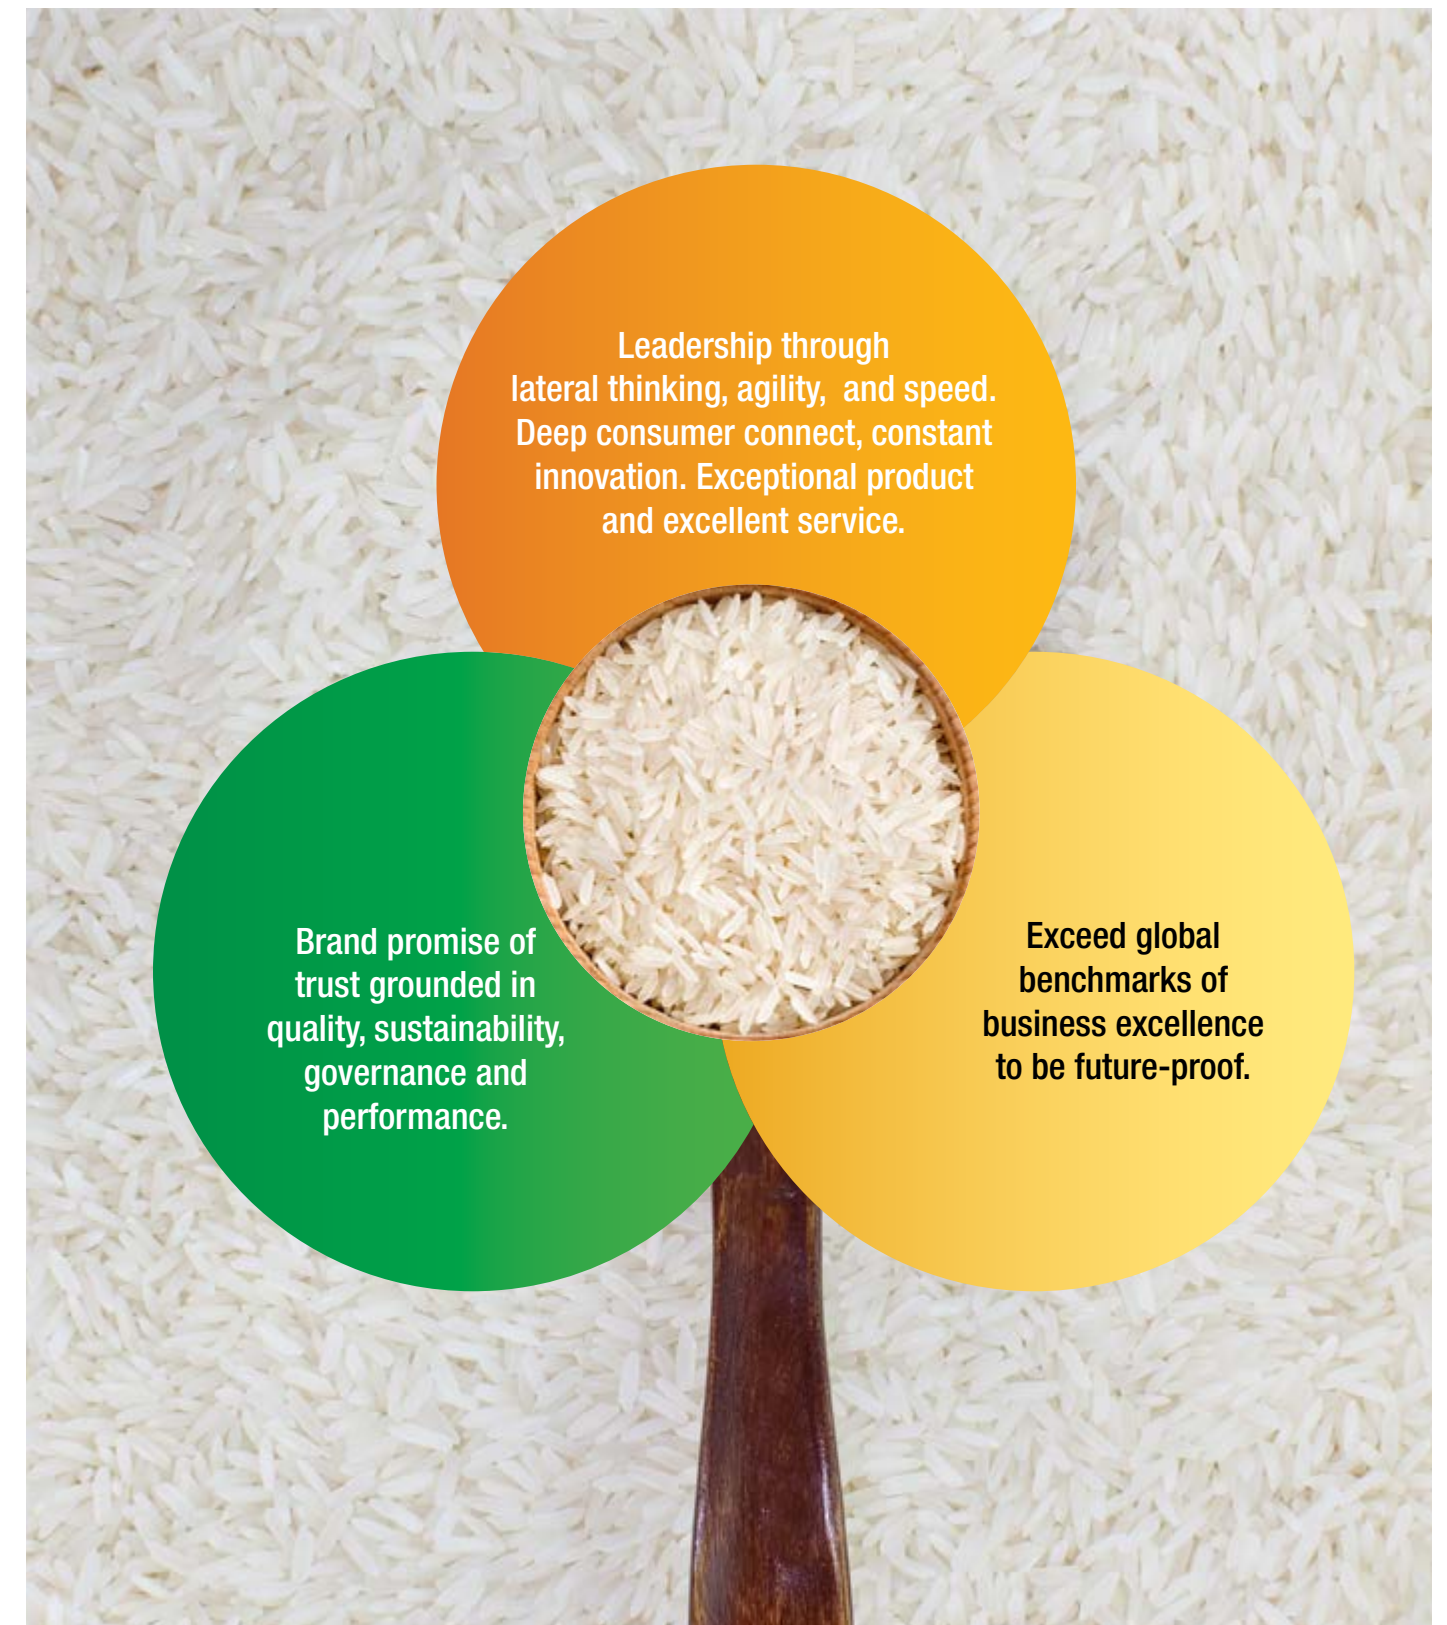 Leadership through
lateral thinking, agility, and speed.
Deep consumer connect, constant
innovation. Exceptional product
and excellent service.
Brand promise of
trust grounded in
quality, sustainability,
governance and
performance.
Exceed global
benchmarks of
business excellence
to be future-proof.